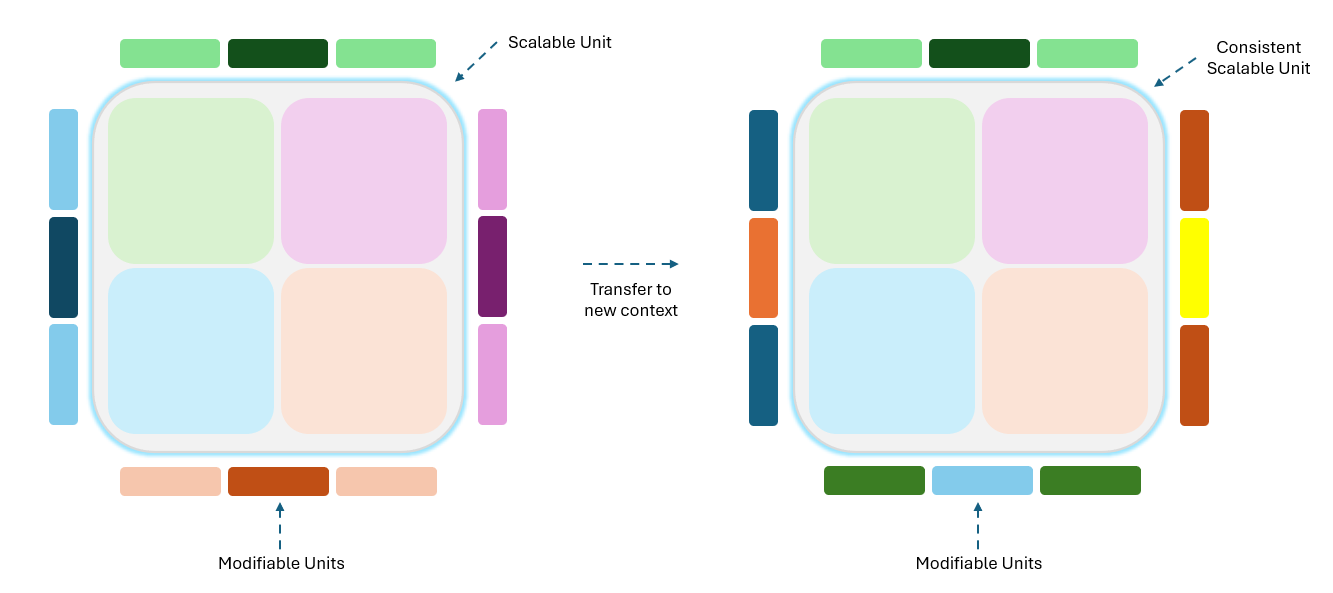 Scalable Unit
Consistent
Scalable Unit
Transfer to
new context
Modifiable Units
Modifiable Units